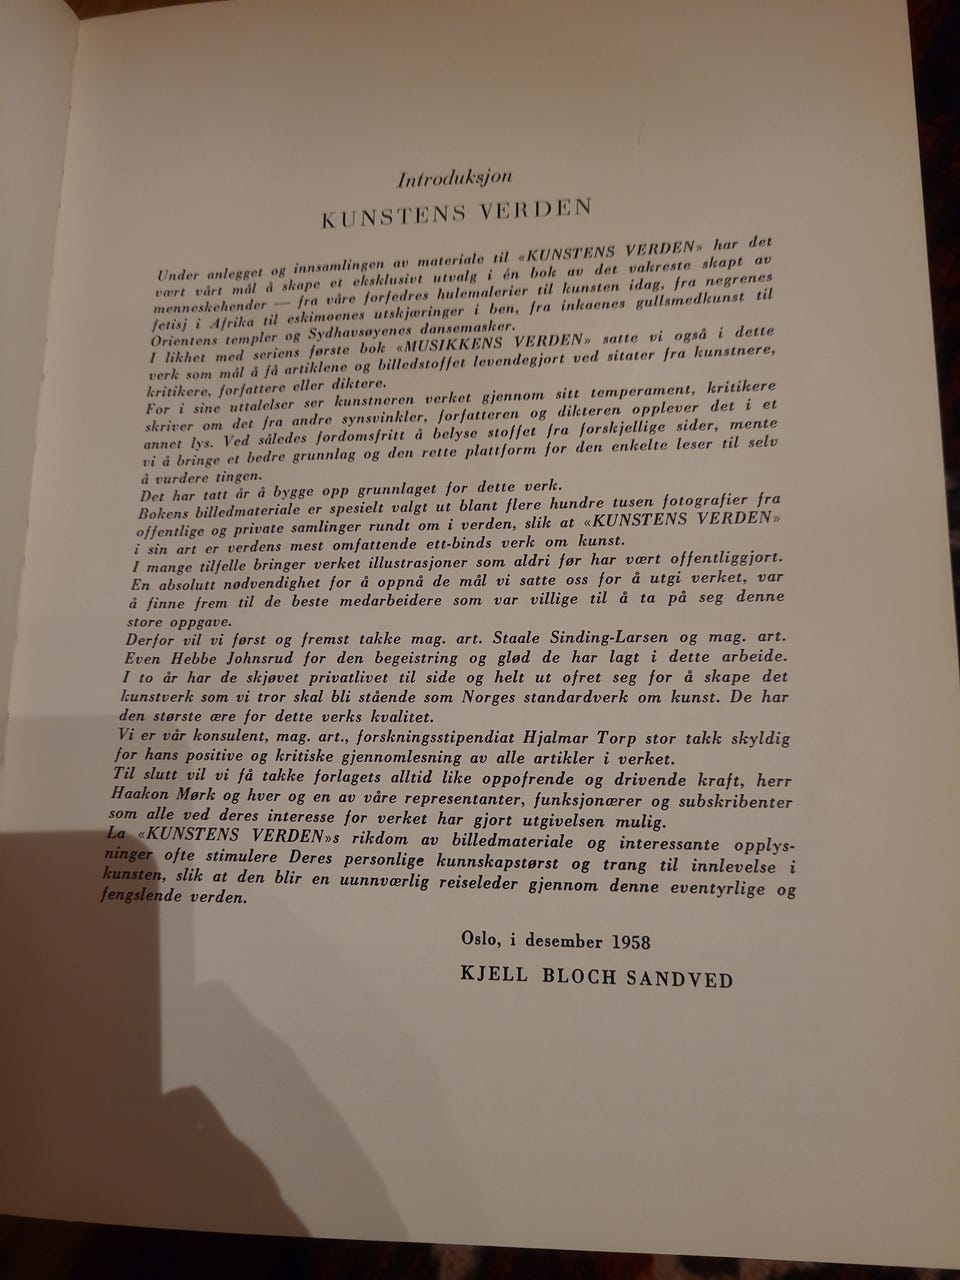 Introduksjon
KUNSTENS VERDEN
Under anlegget og innsamlingen av materiale til «KUNSTENS VERDEN» har det
vært vårt mål å skape et eksklusivt utvalg i én bok av det vakreste skapt av
menneskehender — fra våre forfedres hulemalerier til kunsten idag, fra negrenes
fetisj i Afrika til eskimoenes utskjæringer i ben, fra inkaenes gullsmedkunst til
Orientens templer og Sydhavsøyenes dansemasker.
I likhet med seriens første bok «MUSIKKENS VERDEN» satte vi også i dette
verk som mål å få artiklene og billedstoffet levendegjort ved sitater fra kunstnere,
kritikere, forfattere eller diktere.
For i sine uttalelser ser kunstneren verket gjennom sitt temperament, kritikere
skriver om det fra andre synsvinkler, forfatteren og dikteren opplever det i et
annet lys. Ved således fordomsfritt å belyse stoffet fra forskjellige sider, mente
vi å bringe et bedre grunnlag og den rette plattform for den enkelte leser til selv
å vurdere tingen.
Det har tatt år å bygge opp grunnlaget for dette verk.
Bokens billedmateriale er spesielt valgt ut blant flere hundre tusen fotografier fra
offentlige og private samlinger rundt om i verden, slik at «KUNSTENS VERDEN»
i sin art er verdens mest omfattende ett-binds verk om kunst.
I mange tilfelle bringer verket illustrasjoner som aldri før har vært offentliggjort.
En absolutt nødvendighet for å oppnå de mål vi satte oss for å utgi verket, var
å finne frem til de beste medarbeidere som var villige til å ta på seg denne
store oppgave.
Derfor vil vi først og fremst takke mag. art. Staale Sinding-Larsen og mag. art.
Even Hebbe Johnsrud for den begeistring og glød de har lagt i dette arbeide.
I to år har de skjøvet privatlivet til side og helt ut ofret seg for å skape det
kunstverk som vi tror skal bli stående som Norges standardverk om kunst. De har
den største ære for dette verks kvalitet.
Vi er vår konsulent, mag. art., forskningsstipendiat Hjalmar Torp stor takk skyldig
for hans positive og kritiske gjennomlesning av alle artikler i verket.
Til slutt vil vi få takke forlagets alltid like oppofrende og drivende kraft, herr
Haakon Mørk og hver og en av våre representanter, funksjonærer og subskribenter
som alle ved deres interesse for verket har gjort utgivelsen mulig.
La «KUNSTENS VERDEN»s rikdom av billedmateriale og interessante opplys-
ninger ofte stimulere Deres personlige kunnskapstørst og trang til innlevelse i
kunsten, slik at den blir en uunnværlig reiseleder gjennom denne eventyrlige og
fengslende verden.
Oslo, i desember 1958
KJELL BLOCH SANDVED